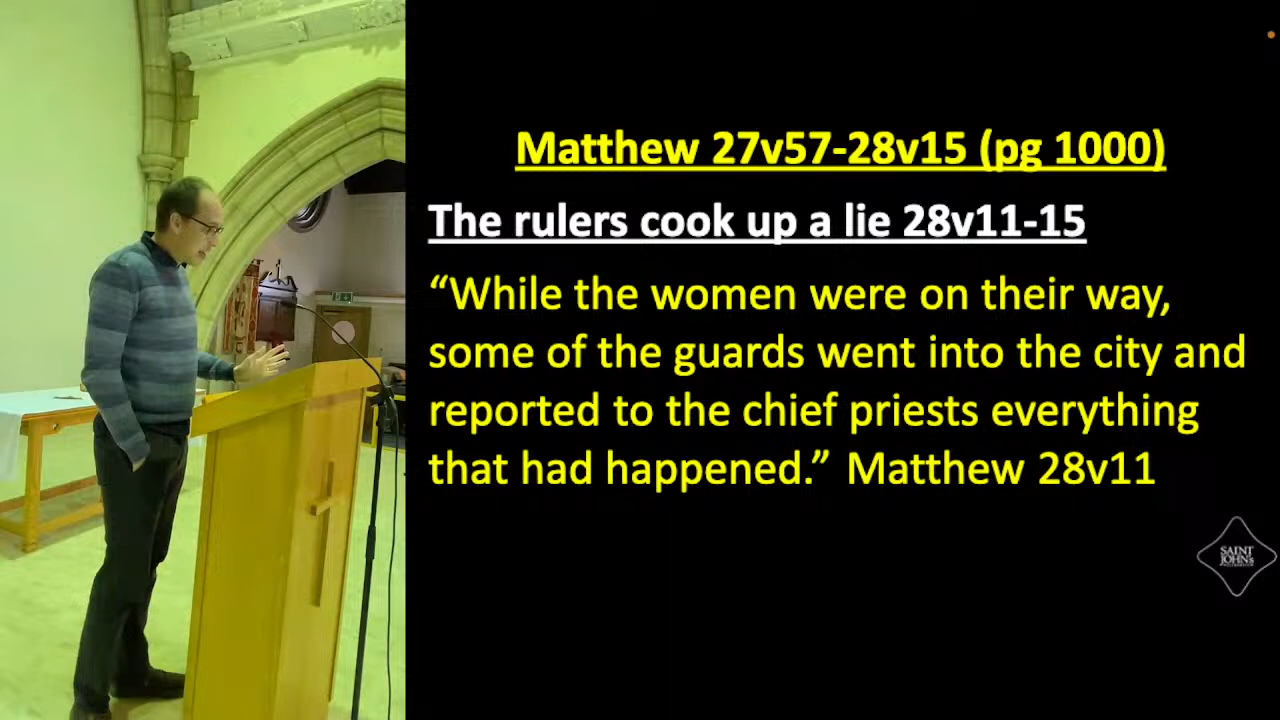 Matthew 27v57-28v15 (pg 1000)
The rulers cook up a lie 28v11-15
“While the women were on their way,
some of the guards went into the city and
reported to the chief priests everything
that had happened.” Matthew 28v11
SAINT
JOHN's